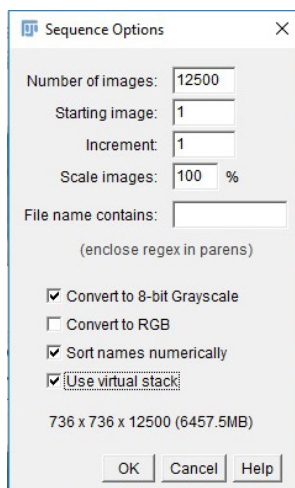 Sequence Options
Number of images: 12500
Starting image: 1
Increment: 1
Scale images: 100 %
File name contains:
(enclose regex in parens)
Convert to 8-bit Grayscale
Convert to RGB
Sort names numerically
Use virtual stack
736 x 736 x 12500 (6457.5MB)
OK Cancel Help